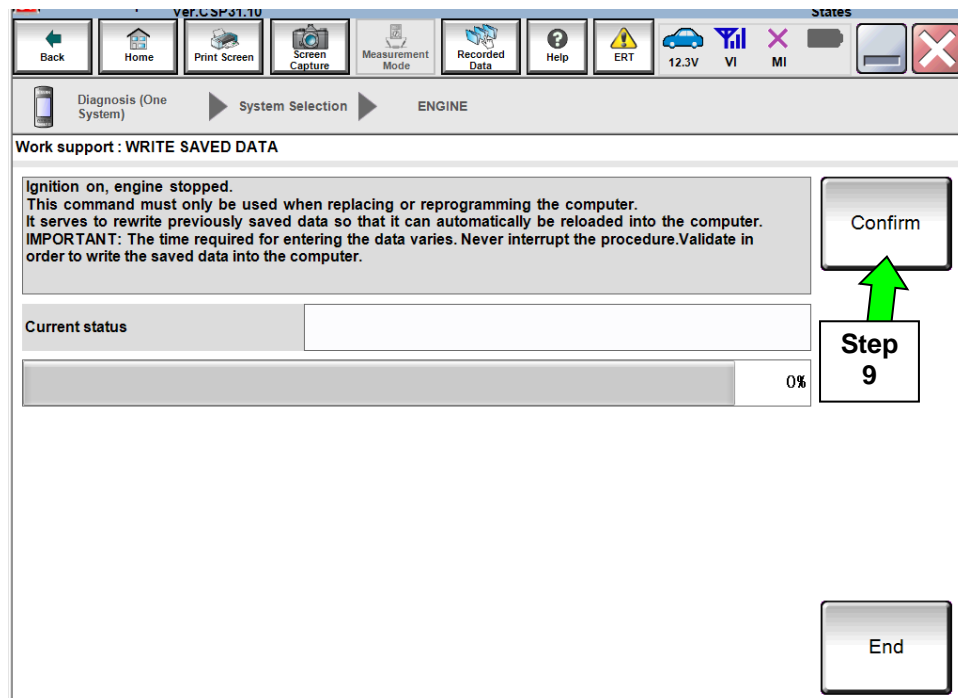 Ver.CSP31.10
States
Back
Home
Print Screen
Screen
Capture
Measurement
Mode
Recorded
Data
Help
ERT
12.3V
VI
MI
Diagnosis (One
System)
System Selection
ENGINE
Work support : WRITE SAVED DATA
Ignition on, engine stopped.
This command must only be used when replacing or reprogramming the computer.
It serves to rewrite previously saved data so that it can automatically be reloaded into the computer.
IMPORTANT: The time required for entering the data varies. Never interrupt the procedure.Validate in
order to write the saved data into the computer.
Confirm
Current status
Step
9
0%
End